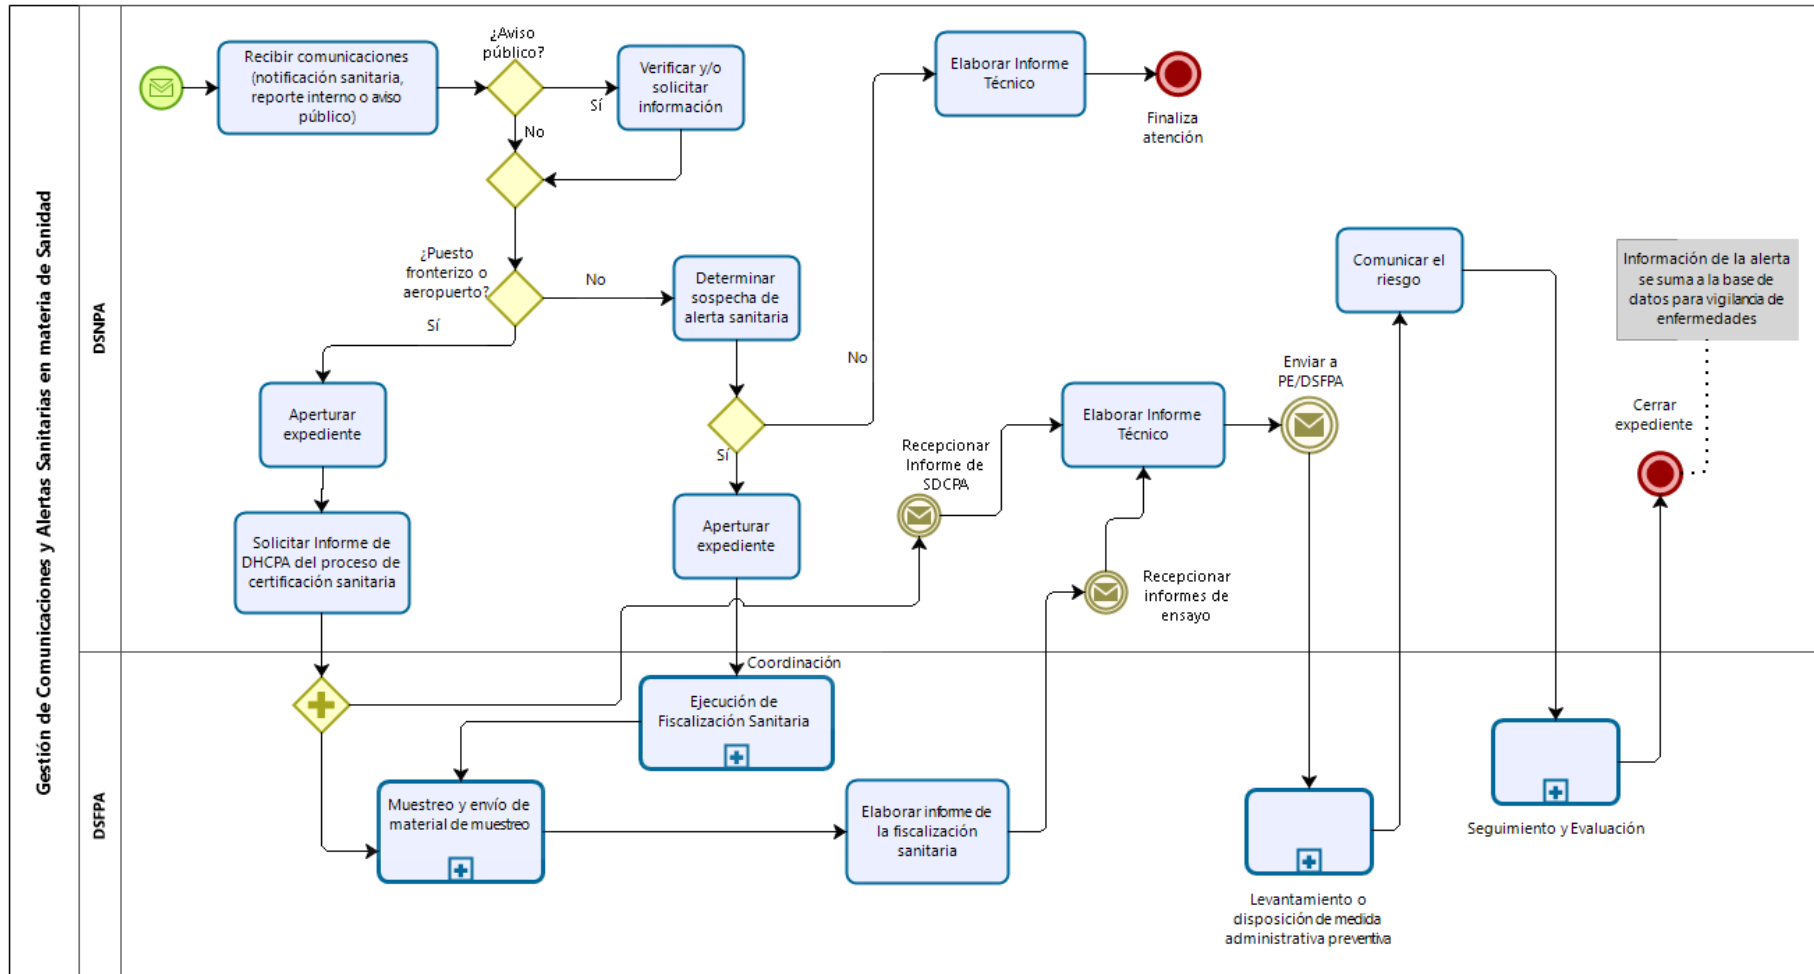 Gestión de Comunicaciones y Alertas Sanitarias en materia de Sanidad
DSNPA
Recibir comunicaciones
(notificación sanitaria,
reporte interno o aviso
público)
¿Aviso
público?
Sí
No
Verificar y/o
solicitar
información
Elaborar Informe
Técnico
Finaliza
atención
¿Puesto
fronterizo o
aeropuerto?
No
Sí
Determinar
sospecha de
alerta sanitaria
No
Sí
Comunicar el
riesgo
Información de la alerta
se suma a la base de
datos para vigilancia de
enfermedades
Aperturar
expediente
Solicitar Informe de
DHCPA del proceso de
certificación sanitaria
Aperturar
expediente
Recepcionar
Informe de
SDCPA
Elaborar Informe
Técnico
Enviar a
PE/DSFPA
Cerrar
expediente
Recepcionar
informes de
ensayo
DSFPA
Coordinación
Ejecución de
Fiscalización Sanitaria
Muestreo y envío de
material de muestreo
Elaborar informe de
la fiscalización
sanitaria
Levantamiento o
disposición de medida
administrativa preventiva
Seguimiento y Evaluación